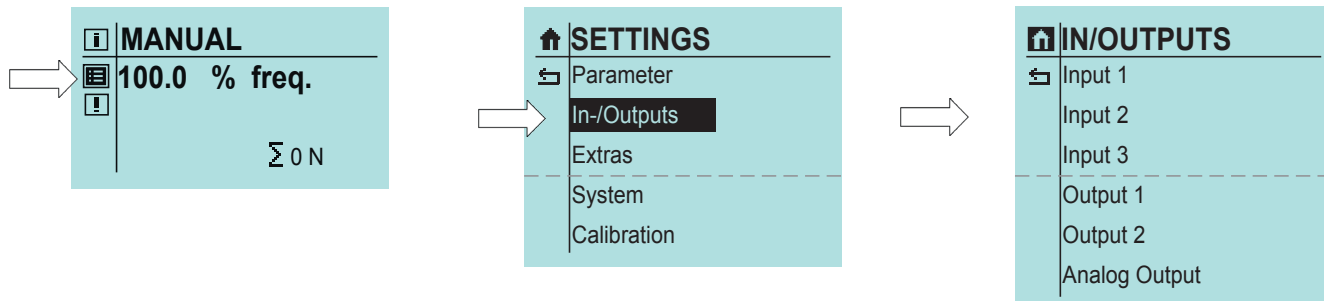 MANUAL
100.0 % freq.
Σ 0 N
SETTINGS
Parameter
In-/Outputs
Extras
System
Calibration
IN/OUTPUTS
Input 1
Input 2
Input 3
Output 1
Output 2
Analog Output